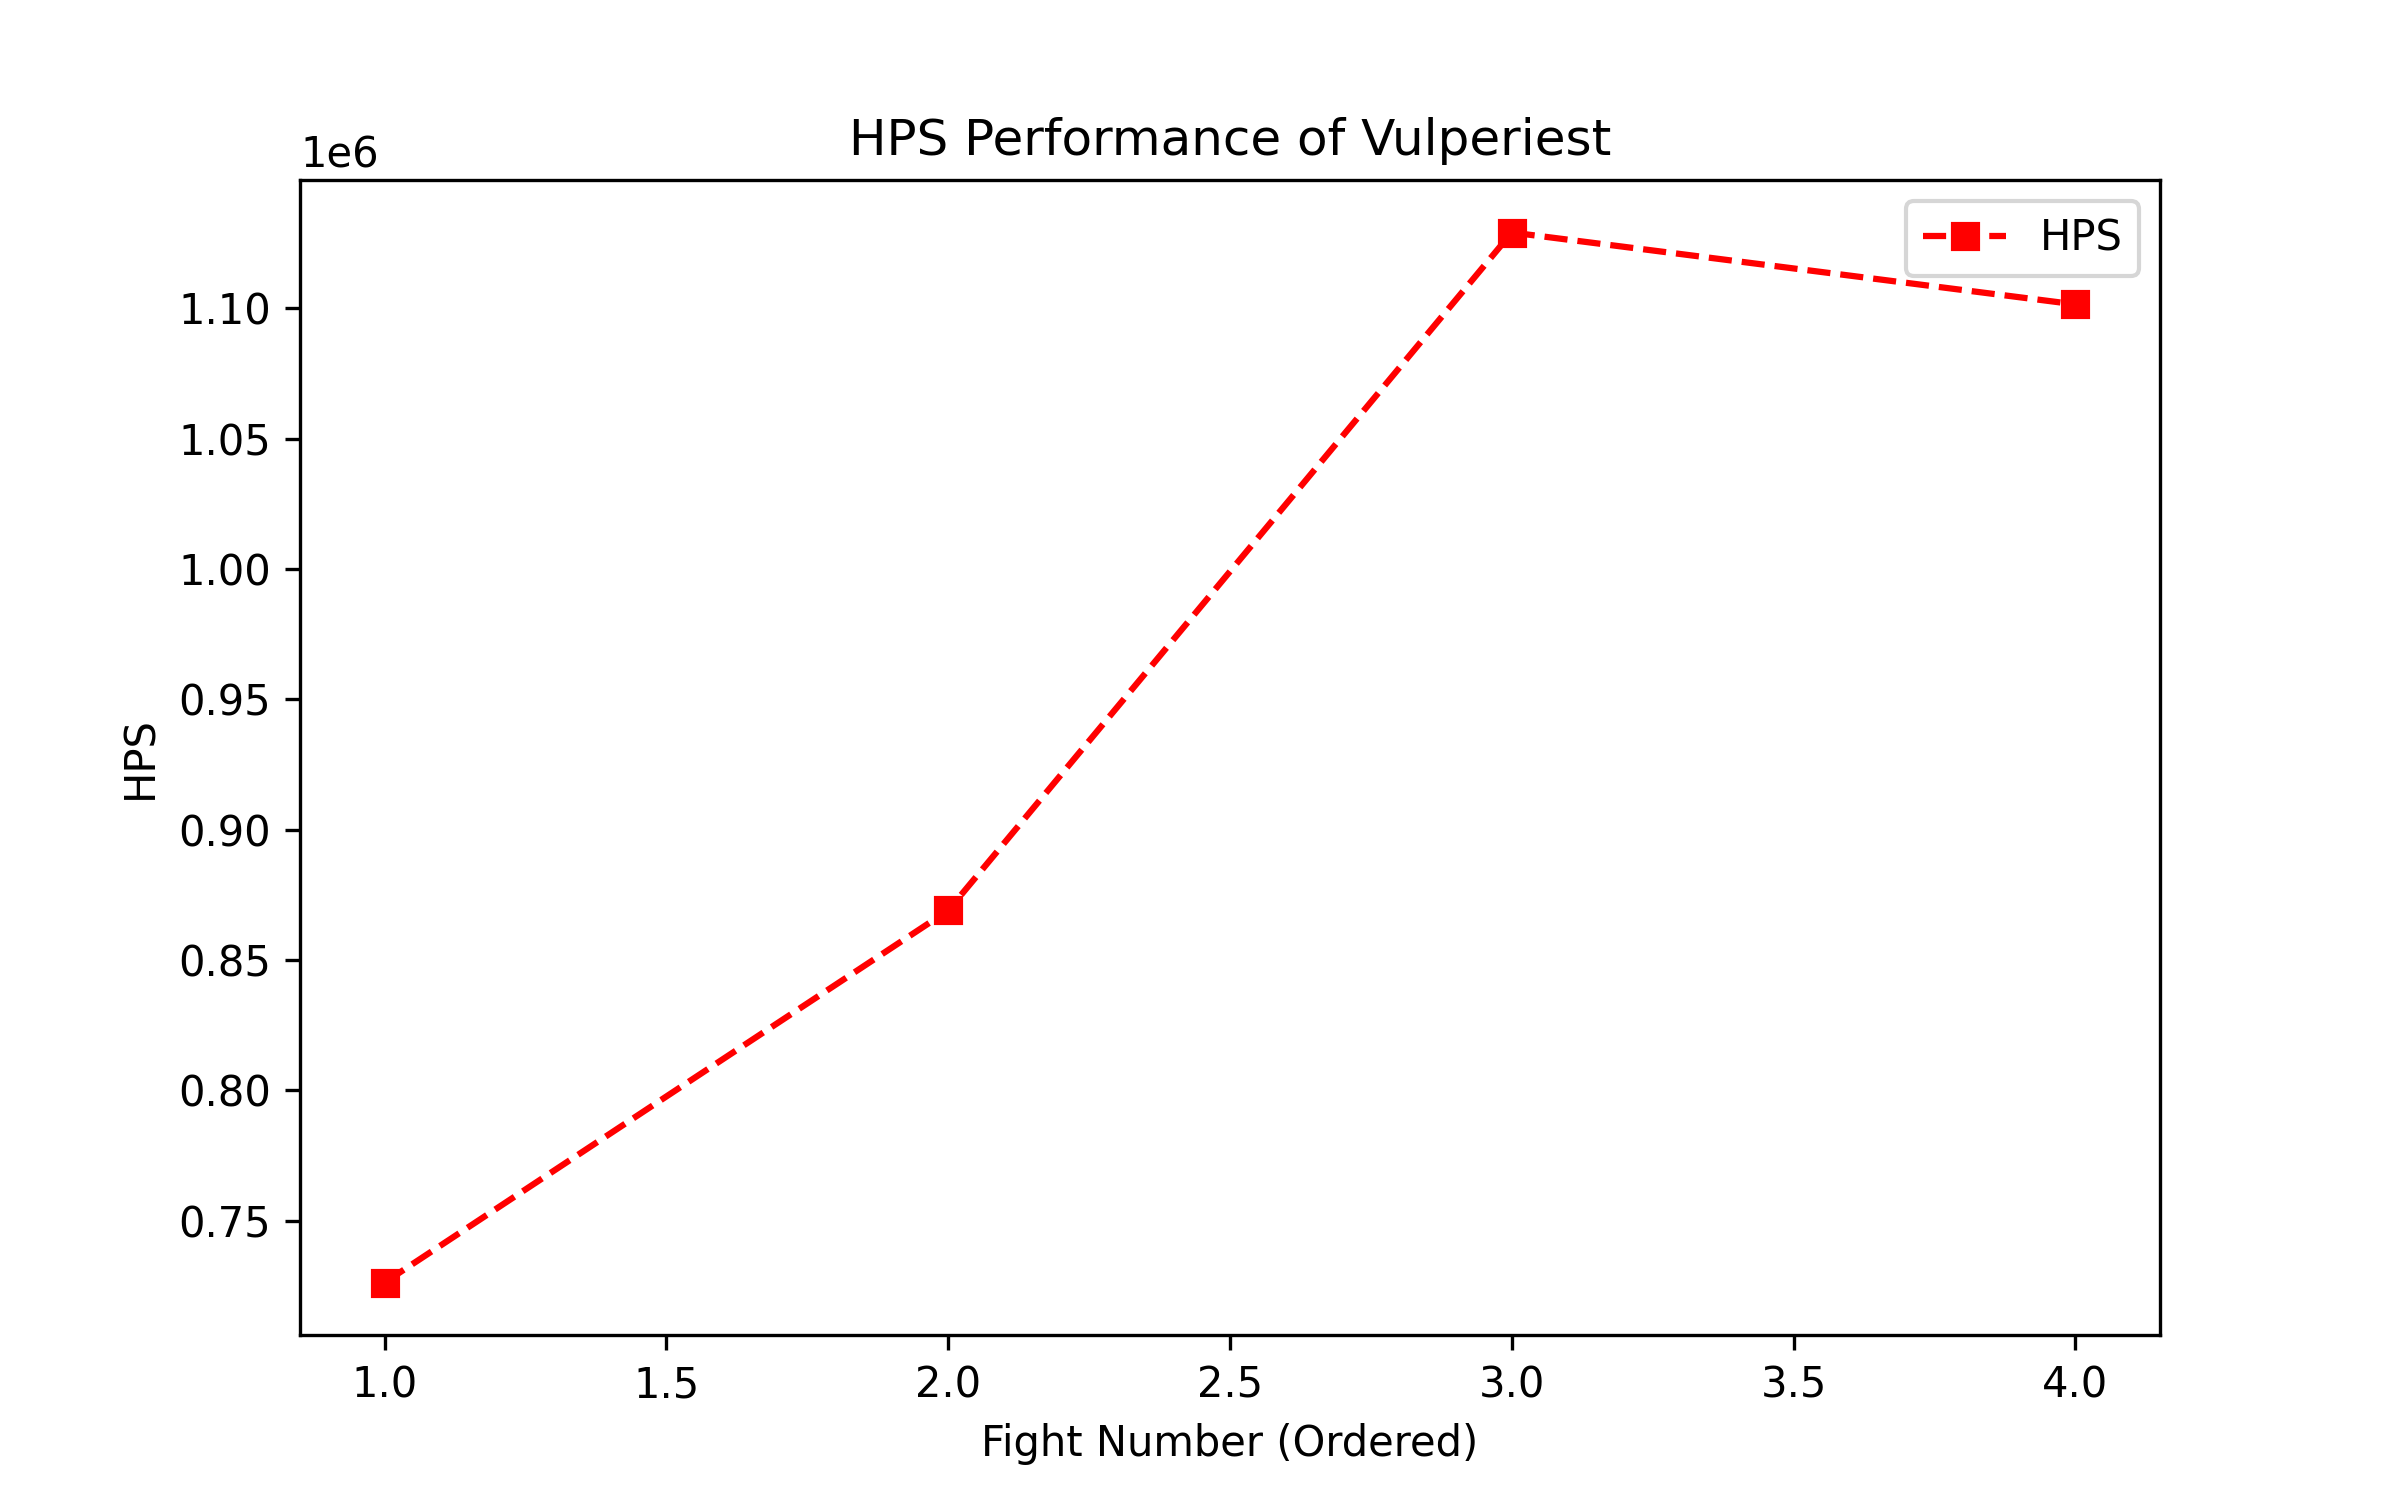 HPS Performance of Vulperiest
1e6
HPS
1.10
1.05
1.00
0.95
0.90
0.85
0.80
0.75
HPS
1.0 1.5 2.0 2.5 3.0 3.5 4.0
Fight Number (Ordered)